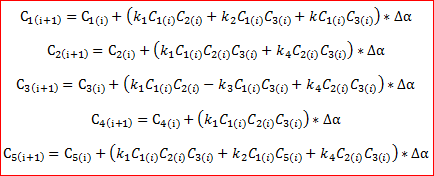 C₁₍ᵢ₊₁₎ = C₁₍ᵢ₎ + (k₁C₁₍ᵢ₎C₂₍ᵢ₎ + k₂C₁₍ᵢ₎C₃₍ᵢ₎ + kC₁₍ᵢ₎C₃₍ᵢ₎) * Δα
C₂₍ᵢ₊₁₎ = C₂₍ᵢ₎ + (k₁C₁₍ᵢ₎C₂₍ᵢ₎C₃₍ᵢ₎ + k₄C₂₍ᵢ₎C₃₍ᵢ₎) * Δα
C₃₍ᵢ₊₁₎ = C₃₍ᵢ₎ + (k₁C₁₍ᵢ₎C₂₍ᵢ₎ − k₃C₁₍ᵢ₎C₃₍ᵢ₎ + k₄C₂₍ᵢ₎C₃₍ᵢ₎) * Δα
C₄₍ᵢ₊₁₎ = C₄₍ᵢ₎ + (k₁C₁₍ᵢ₎C₂₍ᵢ₎C₃₍ᵢ₎) * Δα
C₅₍ᵢ₊₁₎ = C₅₍ᵢ₎ + (k₁C₁₍ᵢ₎C₂₍ᵢ₎C₃₍ᵢ₎ + k₂C₁₍ᵢ₎C₅₍ᵢ₎ + k₄C₂₍ᵢ₎C₃₍ᵢ₎) * Δα